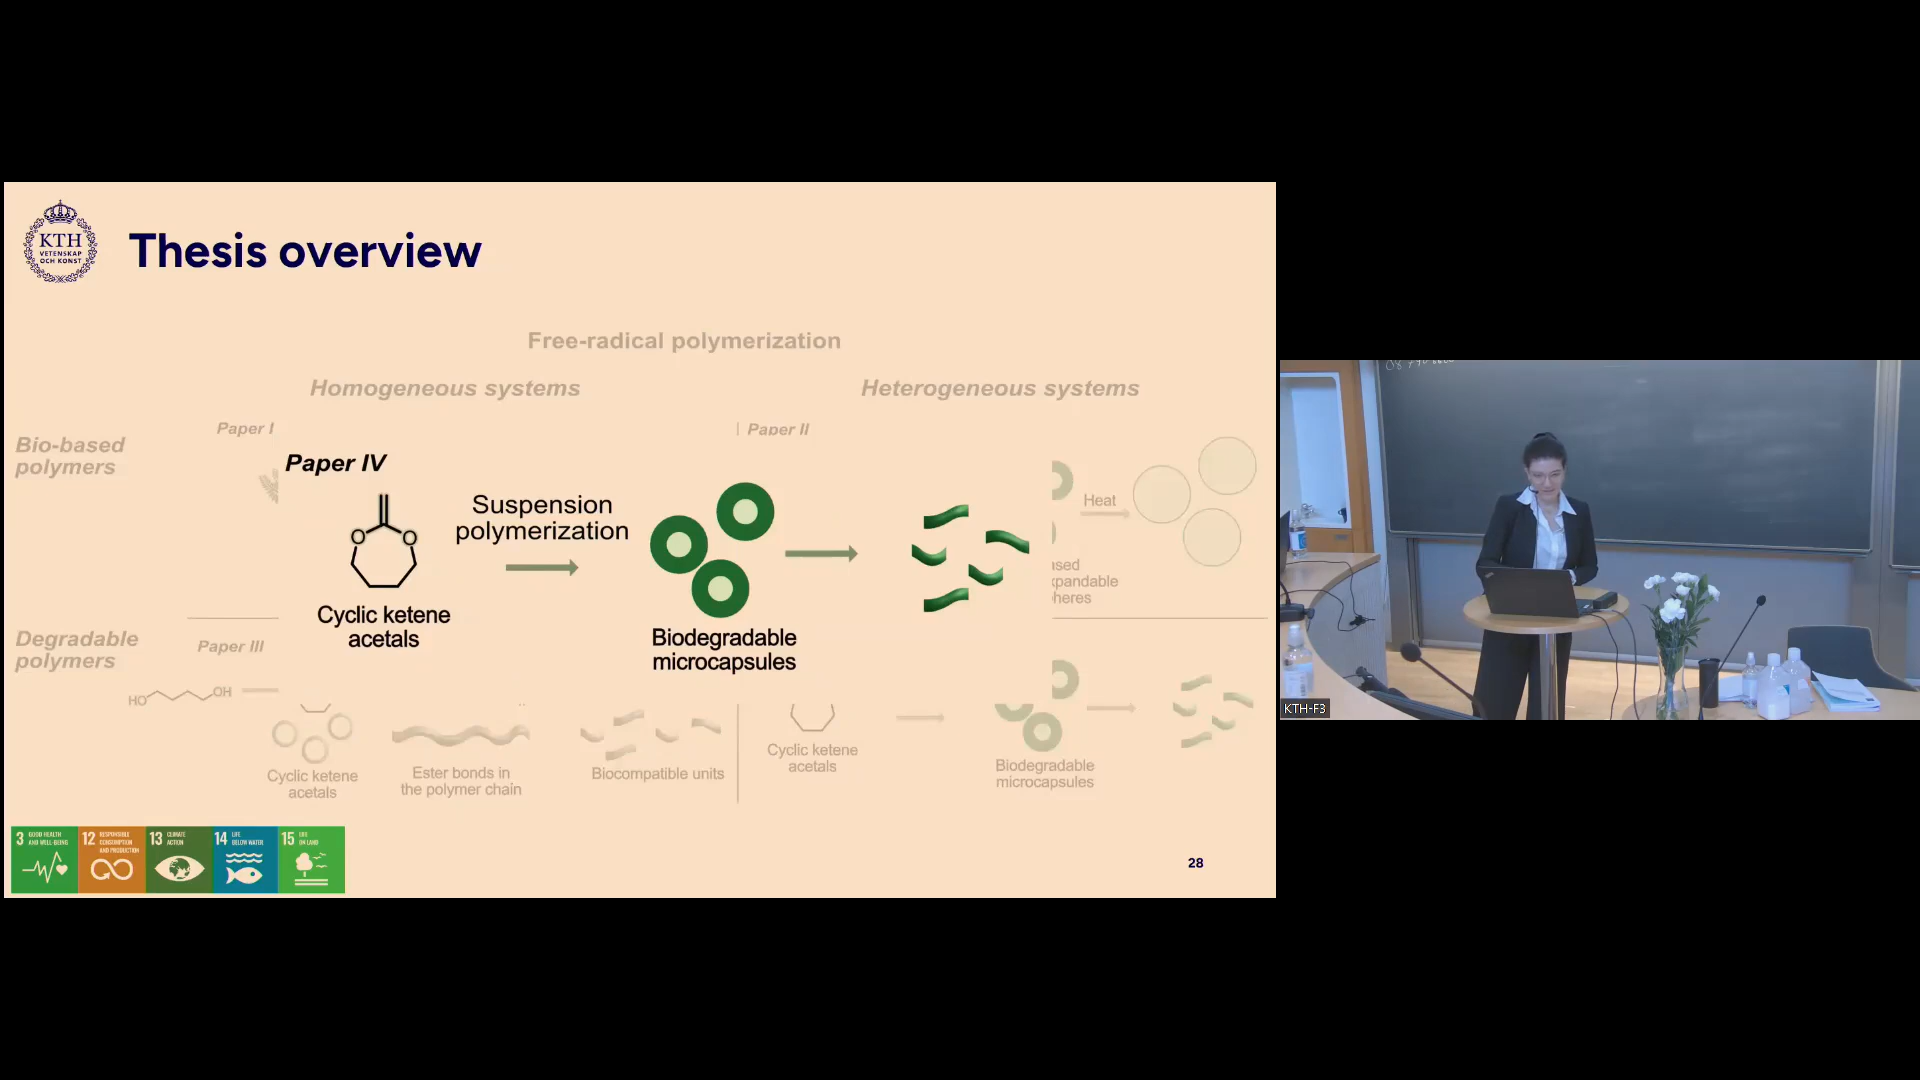 KTH
VETENSKAP
OCH KONST
Thesis overview
Free-radical polymerization
Homogeneous systems
Heterogeneous systems
Bio-based
polymers
Paper I
Paper II
Paper IV
Suspension
polymerization
O
O
Cyclic ketene
acetals
Biodegradable
microcapsules
Heat
Degradable
polymers
Paper III
HO
OH
Cyclic ketene
acetals
Ester bonds in
the polymer chain
Biocompatible units
Cyclic ketene
acetals
Biodegradable
microcapsules
3 GOOD HEALTH
AND WELL-BEING
12 RESPONSIBLE
CONSUMPTION
AND PRODUCTION
13 CLIMATE
ACTION
14 LIFE
BELOW WATER
15 LIFE
ON LAND
28
KTH-F3